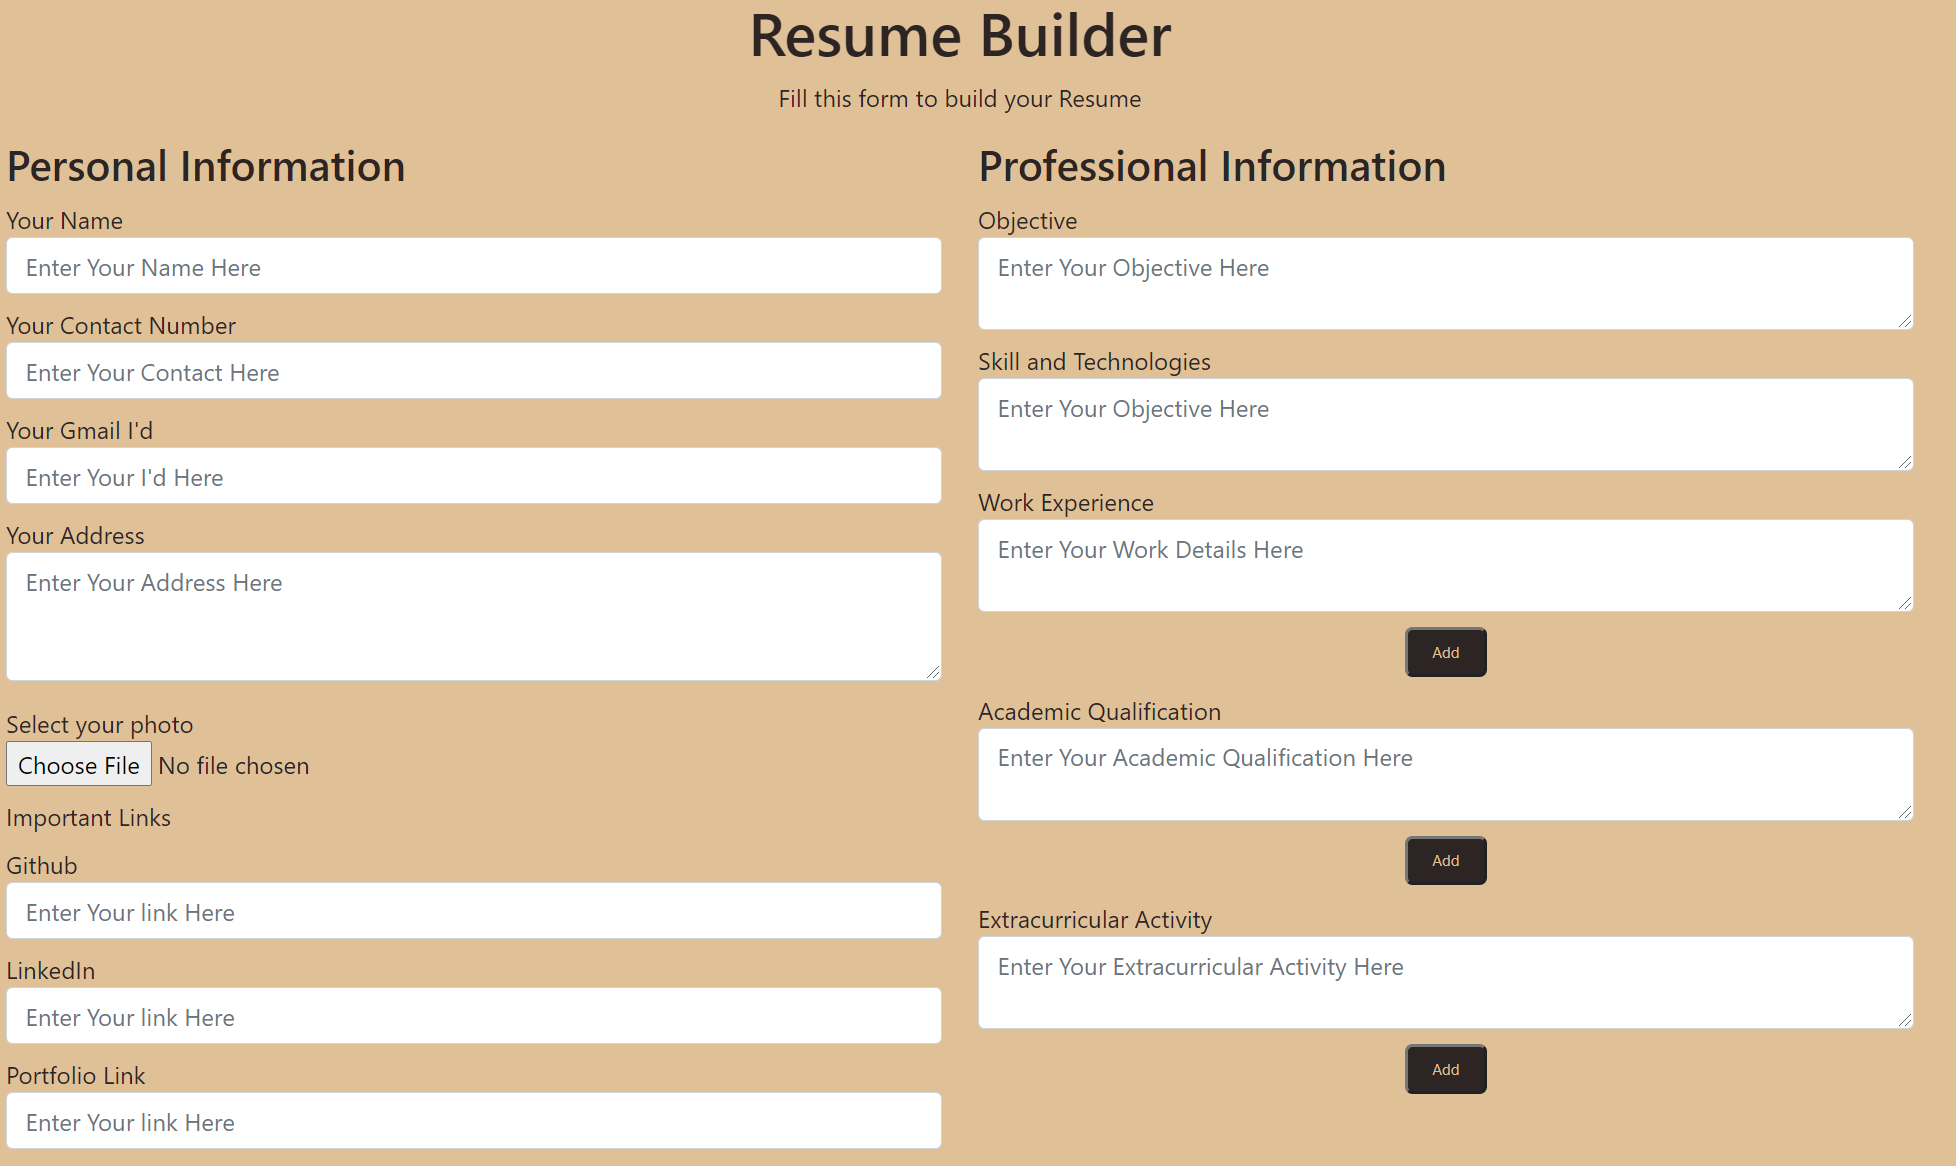 Resume Builder
Fill this form to build your Resume
Personal Information
Your Name
Enter Your Name Here
Your Contact Number
Enter Your Contact Here
Your Gmail I'd
Enter Your I'd Here
Your Address
Enter Your Address Here
Select your photo
Choose File No file chosen
Important Links
Github
Enter Your link Here
LinkedIn
Enter Your link Here
Portfolio Link
Enter Your link Here
Professional Information
Objective
Enter Your Objective Here
Skill and Technologies
Enter Your Objective Here
Work Experience
Enter Your Work Details Here
Add
Academic Qualification
Enter Your Academic Qualification Here
Add
Extracurricular Activity
Enter Your Extracurricular Activity Here
Add